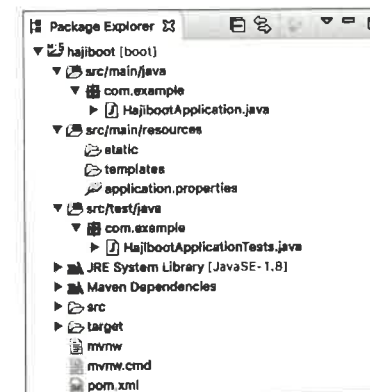 Package Explorer
hajiboot [boot]
src/main/java
com.example
HajibootApplication.java
src/main/resources
static
templates
application.properties
src/test/java
com.example
HajibootApplicationTests.java
JRE System Library [JavaSE-1.8]
Maven Dependencies
src
target
mvnw
mvnw.cmd
pom.xml